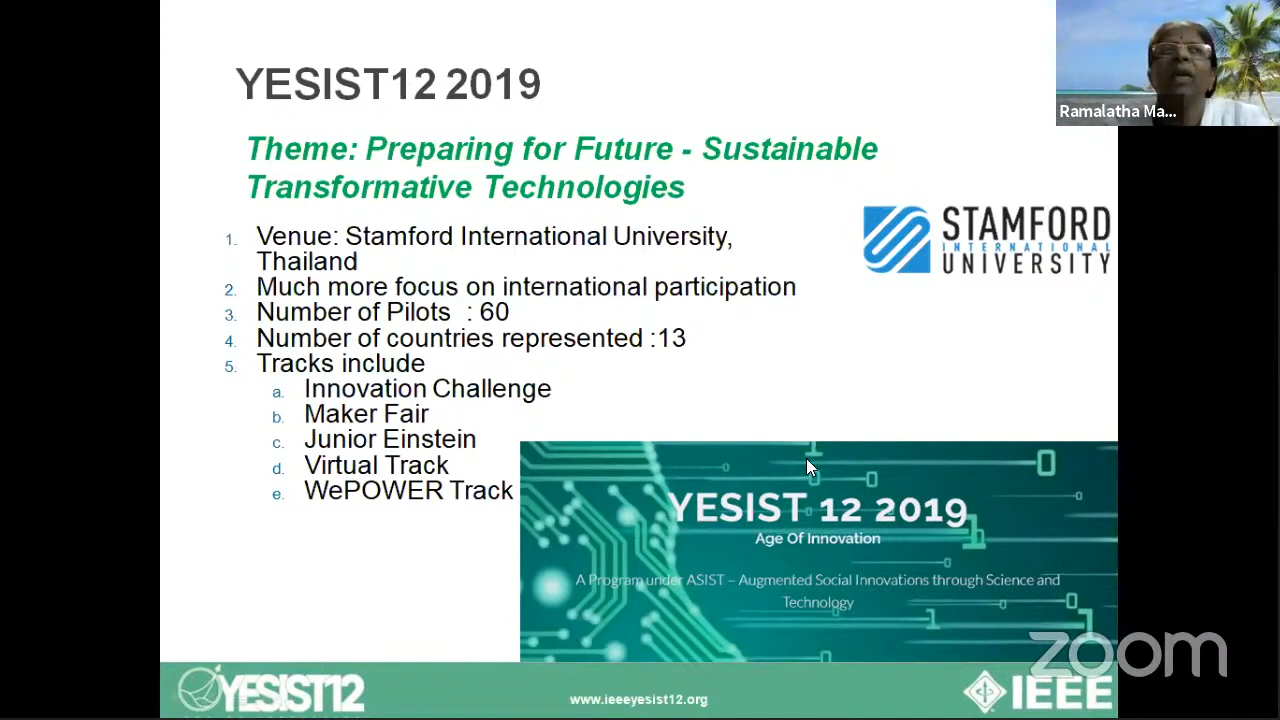 YESIST12 2019
Ramalatha Ma...
Theme: Preparing for Future - Sustainable
Transformative Technologies
1. Venue: Stamford International University,
Thailand
STAMFORD
INTERNATIONAL
UNIVERSITY
2. Much more focus on international participation
3. Number of Pilots : 60
4. Number of countries represented :13
5. Tracks include
a. Innovation Challenge
b. Maker Fair
c. Junior Einstein
d. Virtual Track
e. WePOWER Track
YESIST 12 2019
Age Of Innovation
A Program under ASIST – Augmented Social Innovations through Science and
Technology
zoom
YESIST12
www.ieeeyesist12.org
IEEE